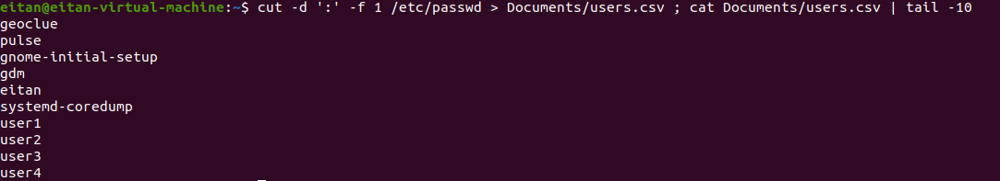 eitan@eitan-virtual-machine:~$ cut -d ':' -f 1 /etc/passwd > Documents/users.csv ; cat Documents/users.csv | tail -10
geoclue
pulse
gnome-initial-setup
gdm
eitan
systemd-coredump
user1
user2
user3
user4